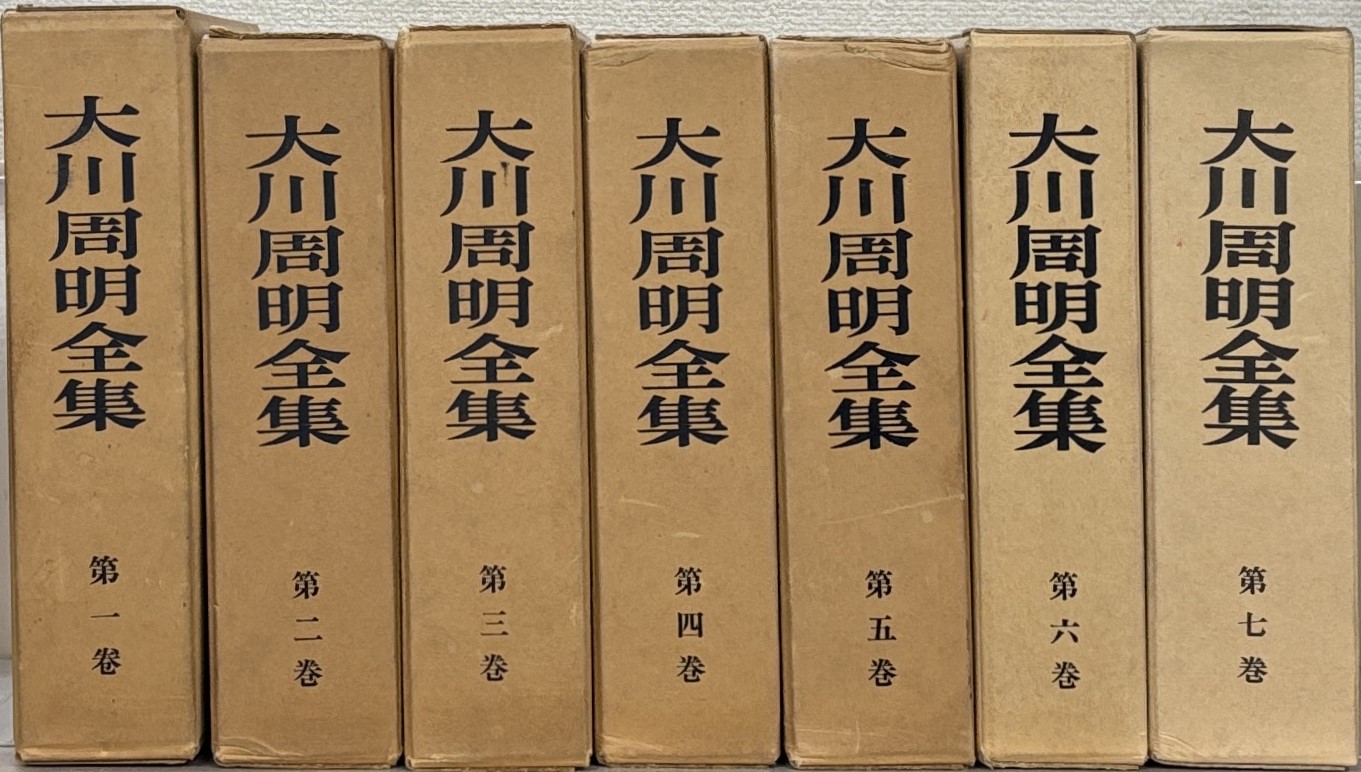 大川周明全集
第一巻
大川周明全集
第二巻
大川周明全集
第三巻
大川周明全集
第四巻
大川周明全集
第五巻
大川周明全集
第六巻
大川周明全集
第七巻